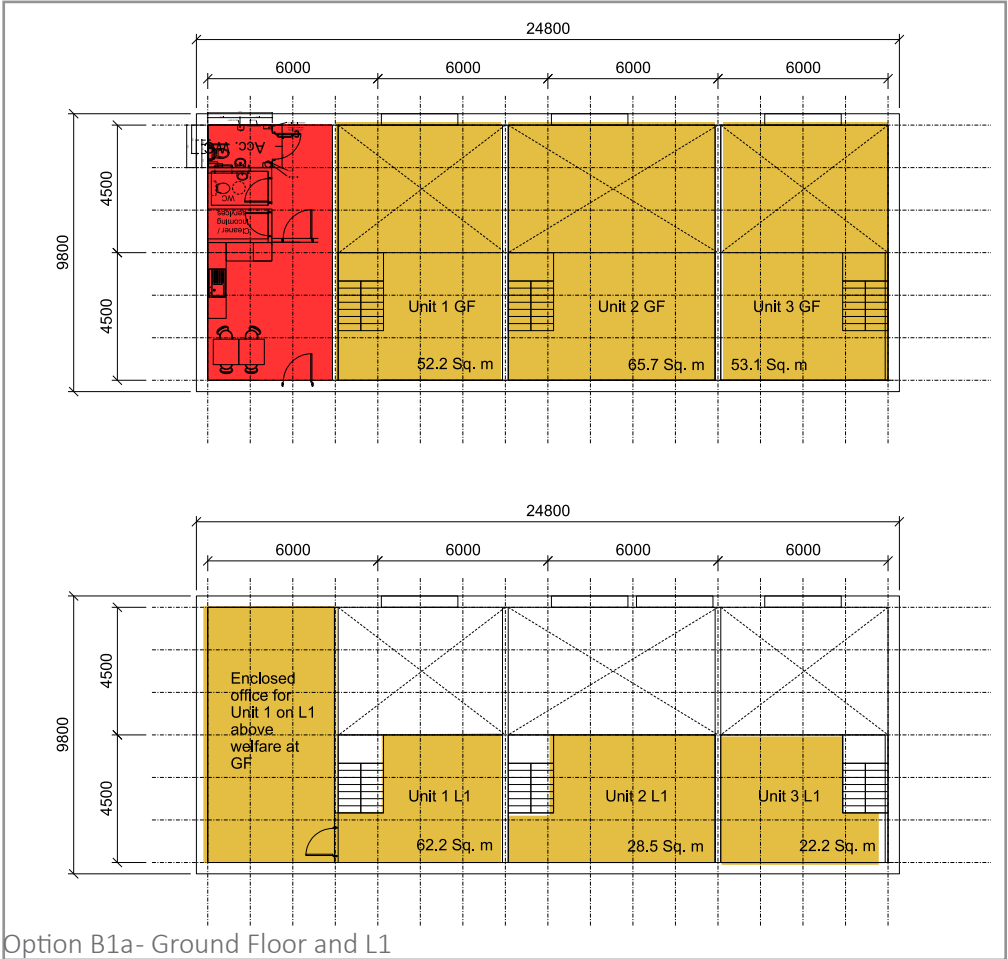 24800
6000 6000 6000 6000
9800
4500
4500
Acc. WC
WC
Cleaner /
incoming
services
Unit 1 GF
52.2 Sq. m
Unit 2 GF
65.7 Sq. m
Unit 3 GF
53.1 Sq. m
24800
6000 6000 6000 6000
9800
4500
4500
Enclosed
office for
Unit 1 on L1
above
welfare at
GF
Unit 1 L1
62.2 Sq. m
Unit 2 L1
28.5 Sq. m
Unit 3 L1
22.2 Sq. m
Option B1a- Ground Floor and L1